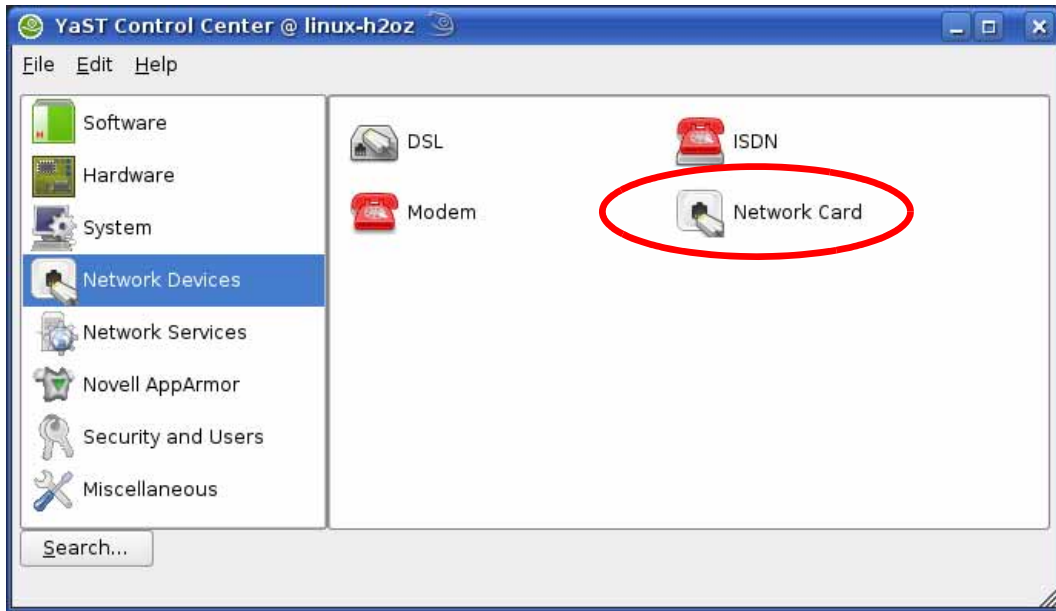 YaST Control Center @ linux-h2oz
File Edit Help
Software
Hardware
System
Network Devices
Network Services
Novell AppArmor
Security and Users
Miscellaneous
DSL
ISDN
Modem
Network Card
Search...